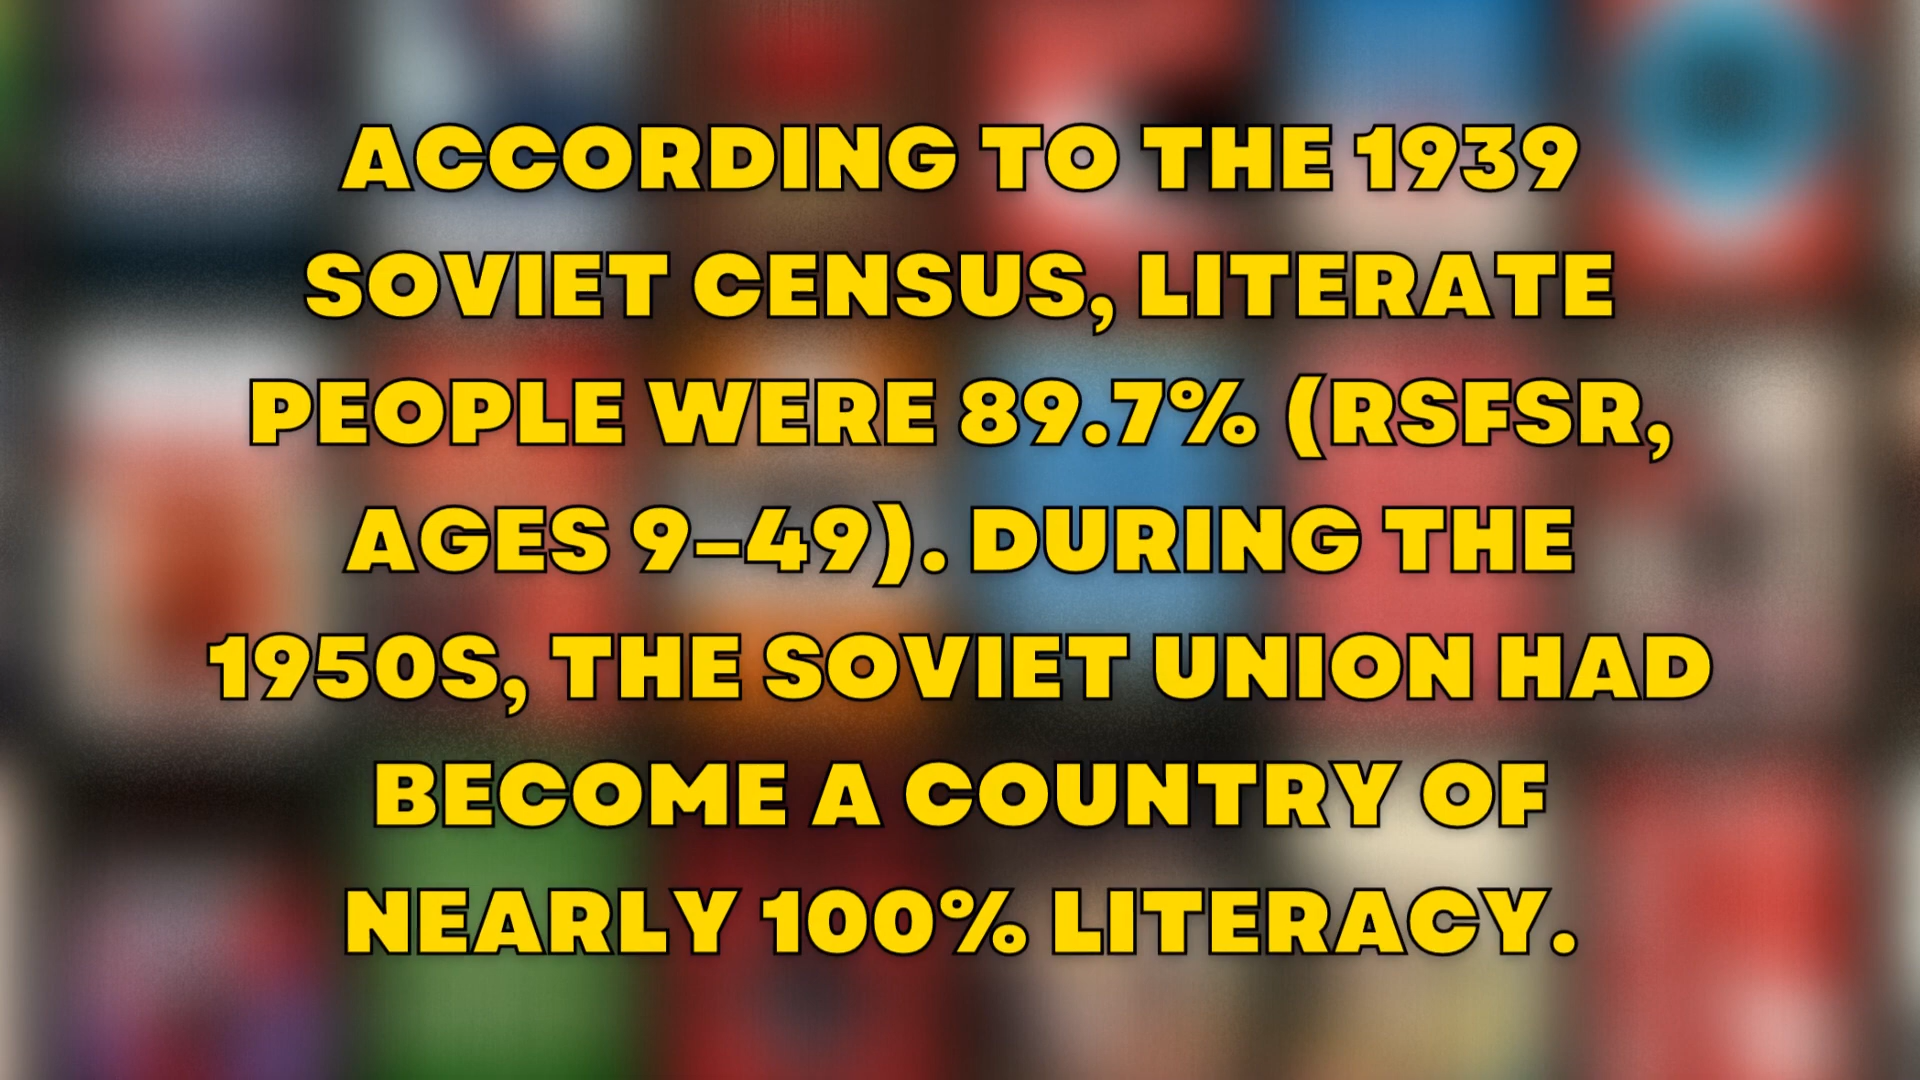 ACCORDING TO THE 1939
SOVIET CENSUS, LITERATE
PEOPLE WERE 89.7% (RSFSR,
AGES 9–49). DURING THE
1950S, THE SOVIET UNION HAD
BECOME A COUNTRY OF
NEARLY 100% LITERACY.